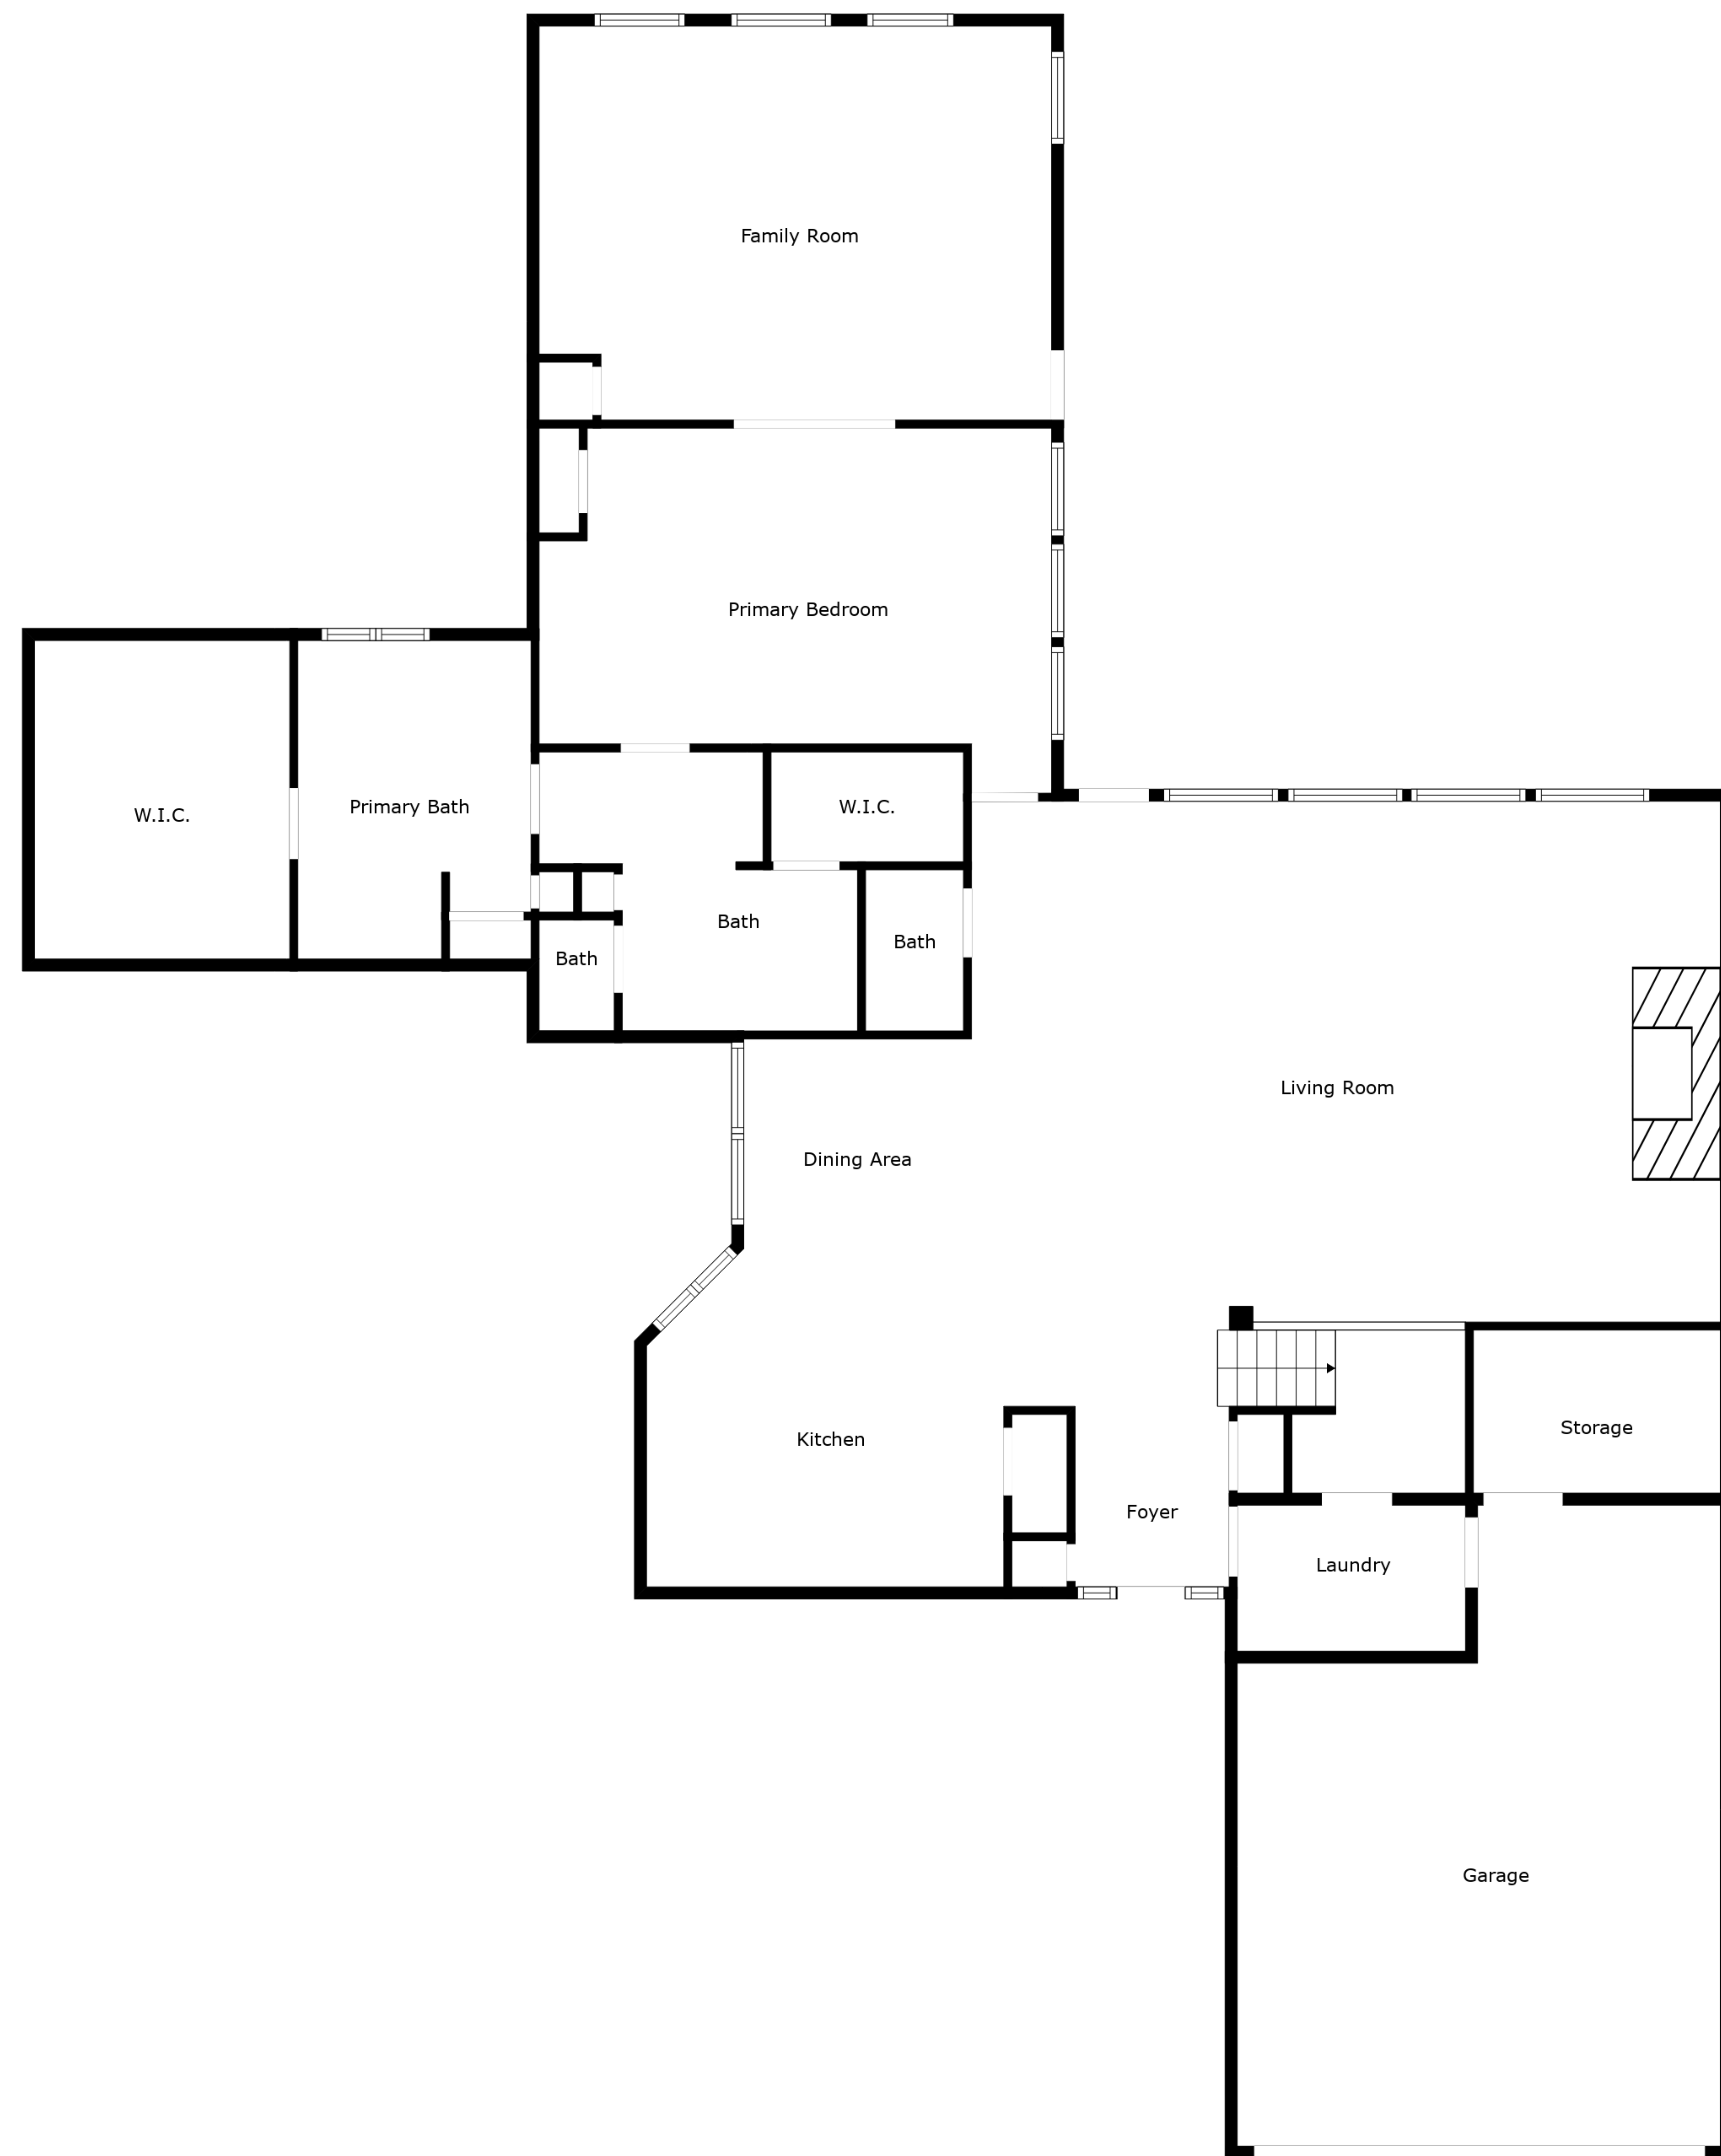 Family Room
Primary Bedroom
W.I.C.
Primary Bath
W.I.C.
Bath
Bath
Bath
Living Room
Dining Area
Kitchen
Storage
Foyer
Laundry
Garage